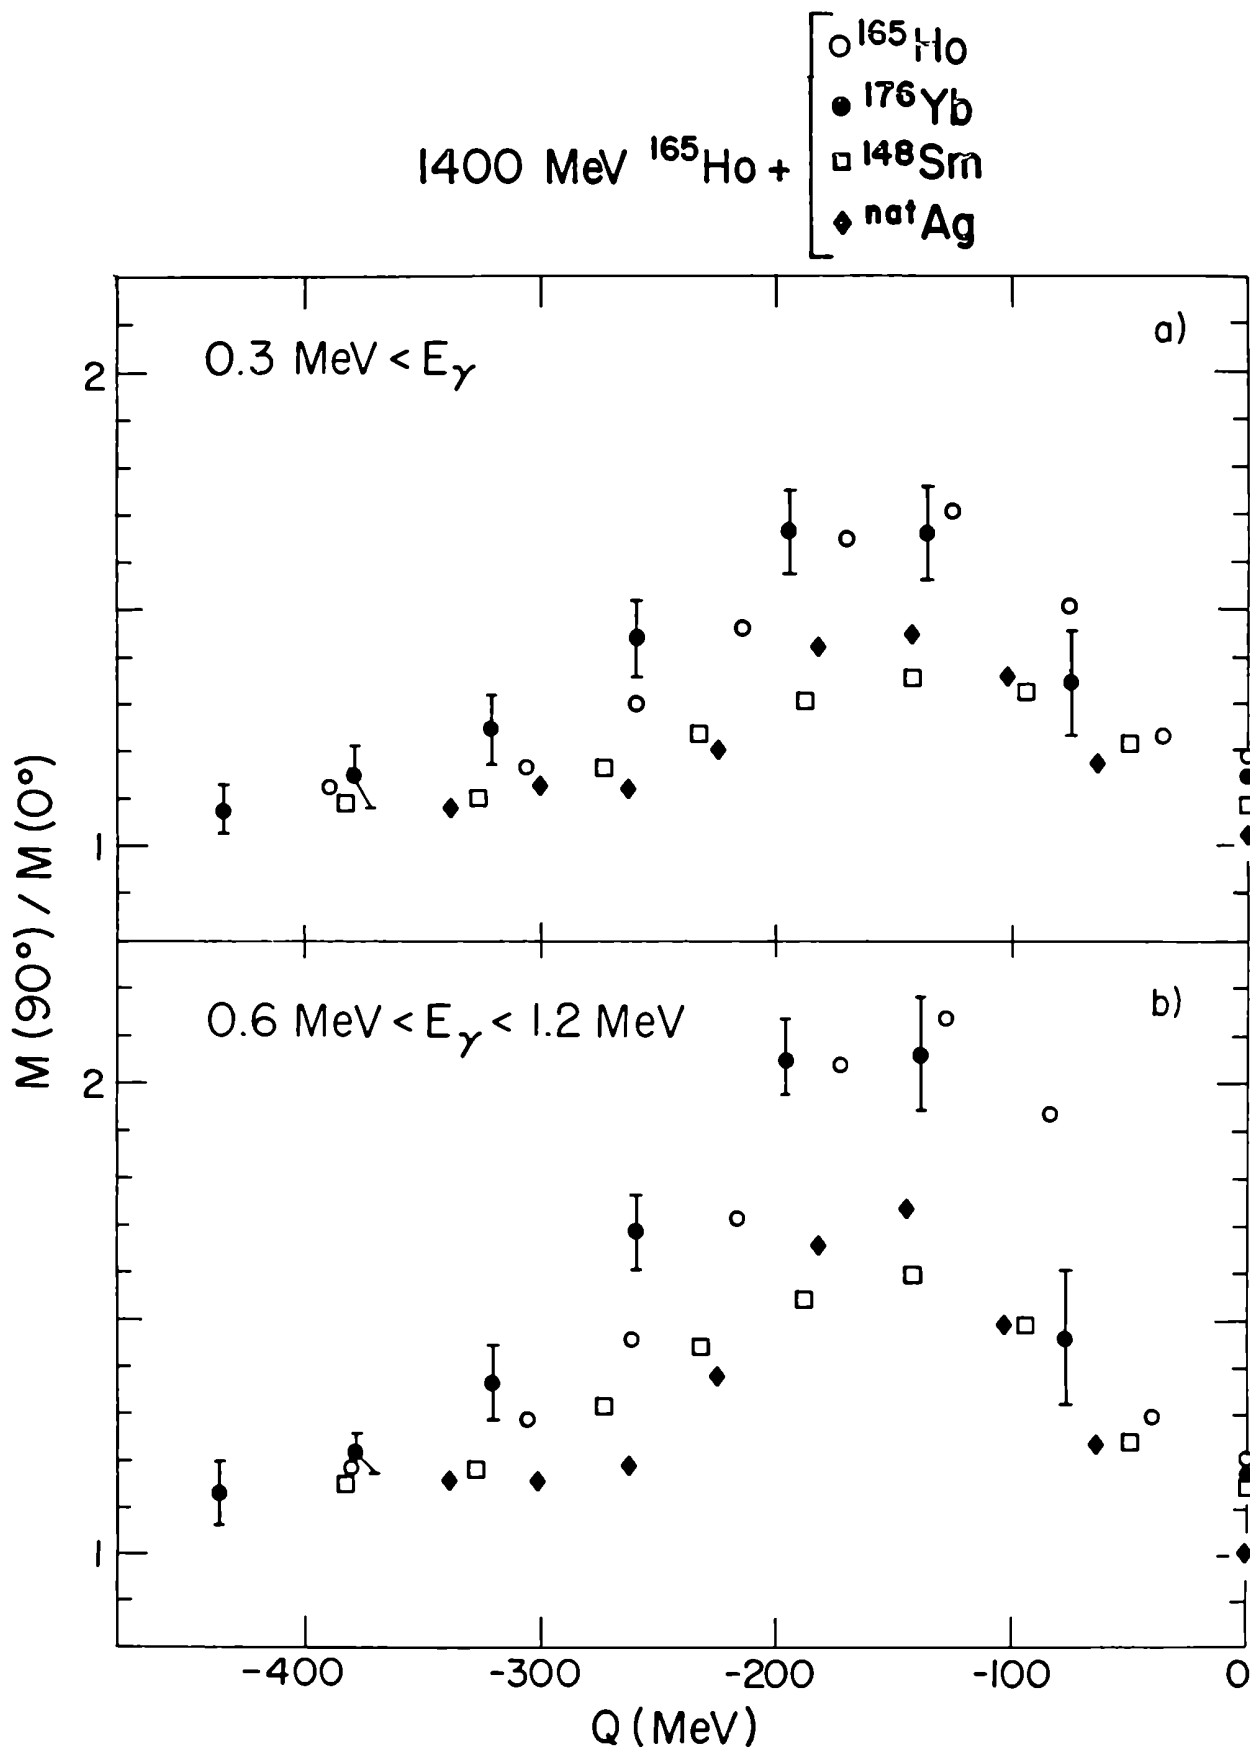 1400 MeV ¹⁶⁵Ho +
¹⁶⁵Ho
¹⁷⁶Yb
¹⁴⁸Sm
ⁿᵃᵗAg
a)
0.3 MeV < Eγ
2
1
M (90°) / M (0°)
b)
0.6 MeV < Eγ < 1.2 MeV
2
1
-400 -300 -200 -100 0
Q (MeV)